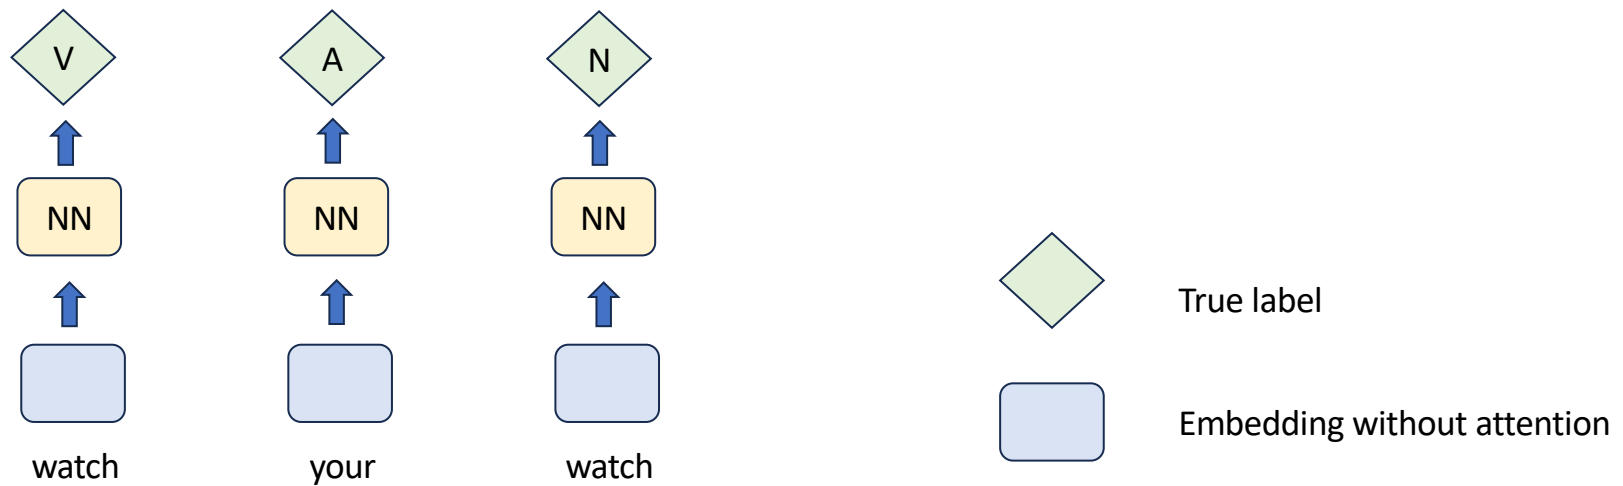 V A N
NN NN NN
watch your watch
True label
Embedding without attention